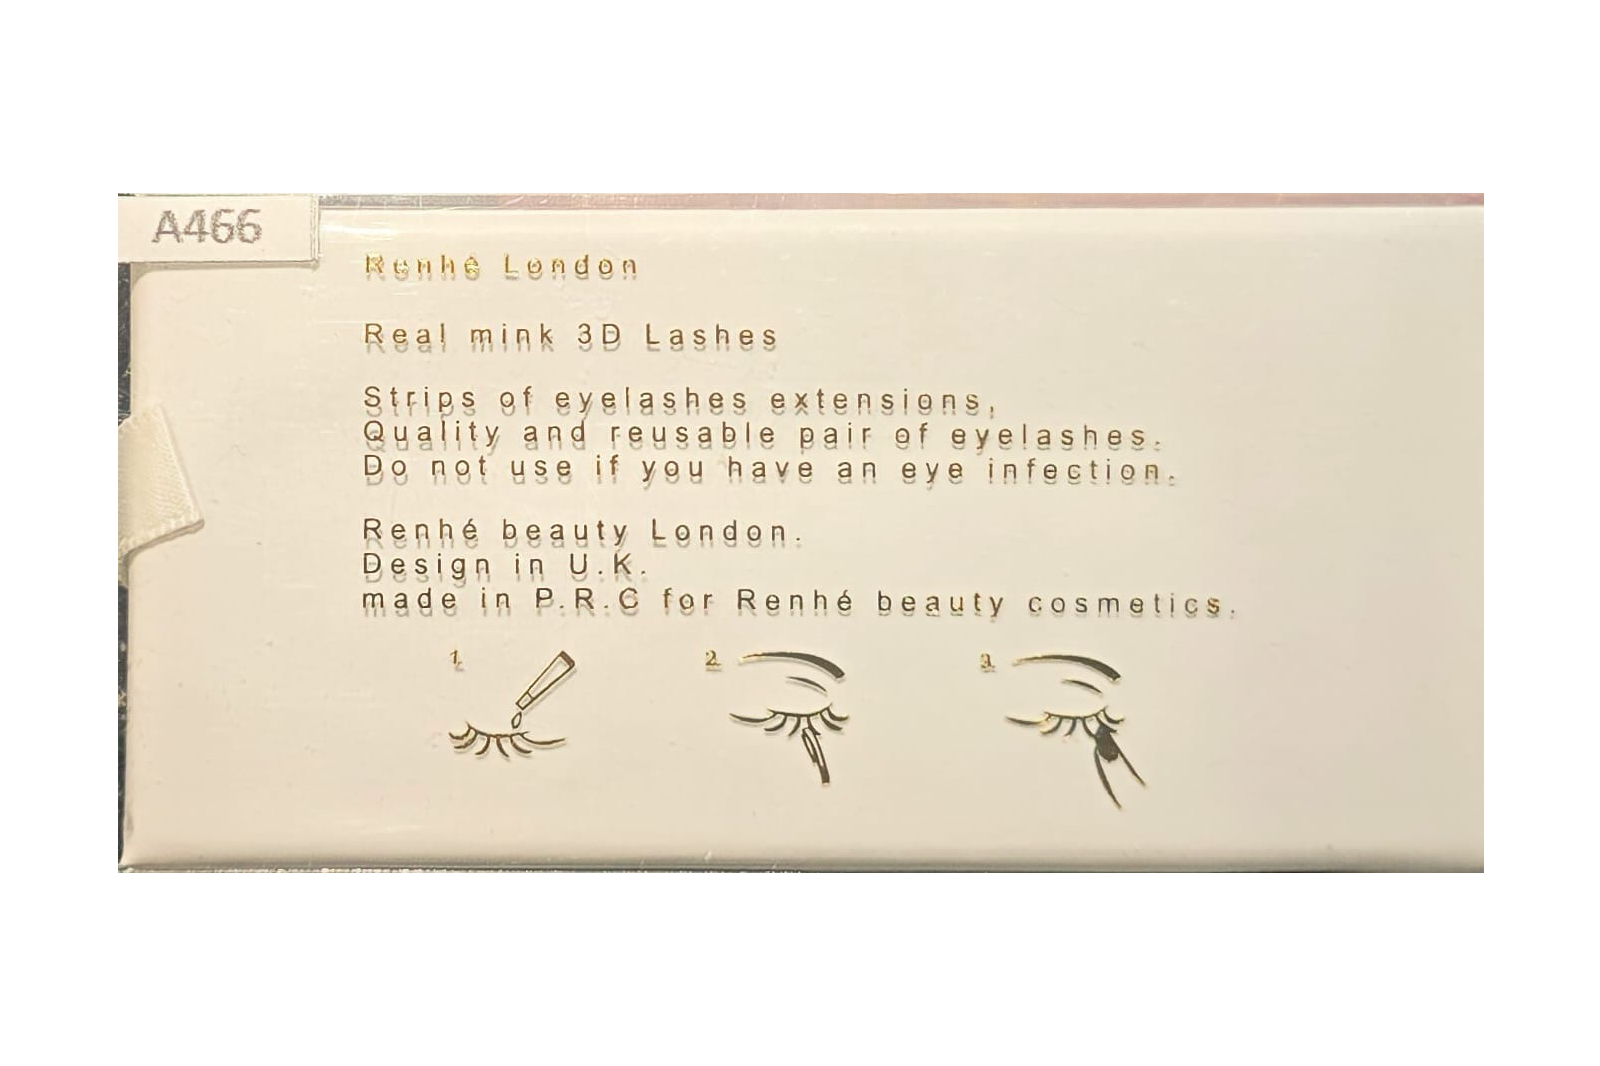 A466
Renhé London
Real mink 3D Lashes
Strips of eyelashes extensions,
Quality and reusable pair of eyelashes.
Do not use if you have an eye infection.
Renhé beauty London.
Design in U.K.
made in P.R.C for Renhé beauty cosmetics.
1. 2. 3.